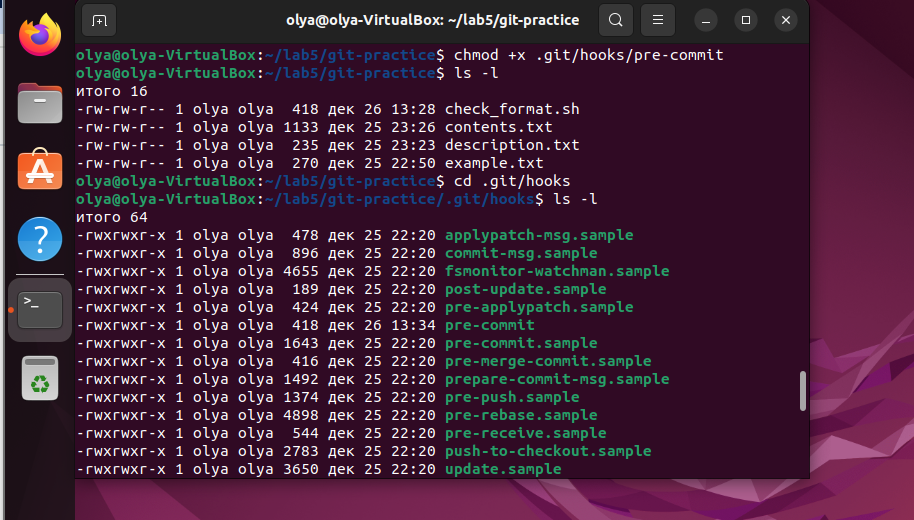 olya@olya-VirtualBox: ~/lab5/git-practice
olya@olya-VirtualBox:~/lab5/git-practice$ chmod +x .git/hooks/pre-commit
olya@olya-VirtualBox:~/lab5/git-practice$ ls -l
итого 16
-rw-rw-r-- 1 olya olya  418 дек 26 13:28 check_format.sh
-rw-rw-r-- 1 olya olya 1133 дек 25 23:26 contents.txt
-rw-rw-r-- 1 olya olya  235 дек 25 23:23 description.txt
-rw-rw-r-- 1 olya olya  270 дек 25 22:50 example.txt
olya@olya-VirtualBox:~/lab5/git-practice$ cd .git/hooks
olya@olya-VirtualBox:~/lab5/git-practice/.git/hooks$ ls -l
итого 64
-rwxrwxr-x 1 olya olya  478 дек 25 22:20 applypatch-msg.sample
-rwxrwxr-x 1 olya olya  896 дек 25 22:20 commit-msg.sample
-rwxrwxr-x 1 olya olya 4655 дек 25 22:20 fsmonitor-watchman.sample
-rwxrwxr-x 1 olya olya  189 дек 25 22:20 post-update.sample
-rwxrwxr-x 1 olya olya  424 дек 25 22:20 pre-applypatch.sample
-rwxrwxr-x 1 olya olya  418 дек 26 13:34 pre-commit
-rwxrwxr-x 1 olya olya 1643 дек 25 22:20 pre-commit.sample
-rwxrwxr-x 1 olya olya  416 дек 25 22:20 pre-merge-commit.sample
-rwxrwxr-x 1 olya olya 1492 дек 25 22:20 prepare-commit-msg.sample
-rwxrwxr-x 1 olya olya 1374 дек 25 22:20 pre-push.sample
-rwxrwxr-x 1 olya olya 4898 дек 25 22:20 pre-rebase.sample
-rwxrwxr-x 1 olya olya  544 дек 25 22:20 pre-receive.sample
-rwxrwxr-x 1 olya olya 2783 дек 25 22:20 push-to-checkout.sample
-rwxrwxr-x 1 olya olya 3650 дек 25 22:20 update.sample